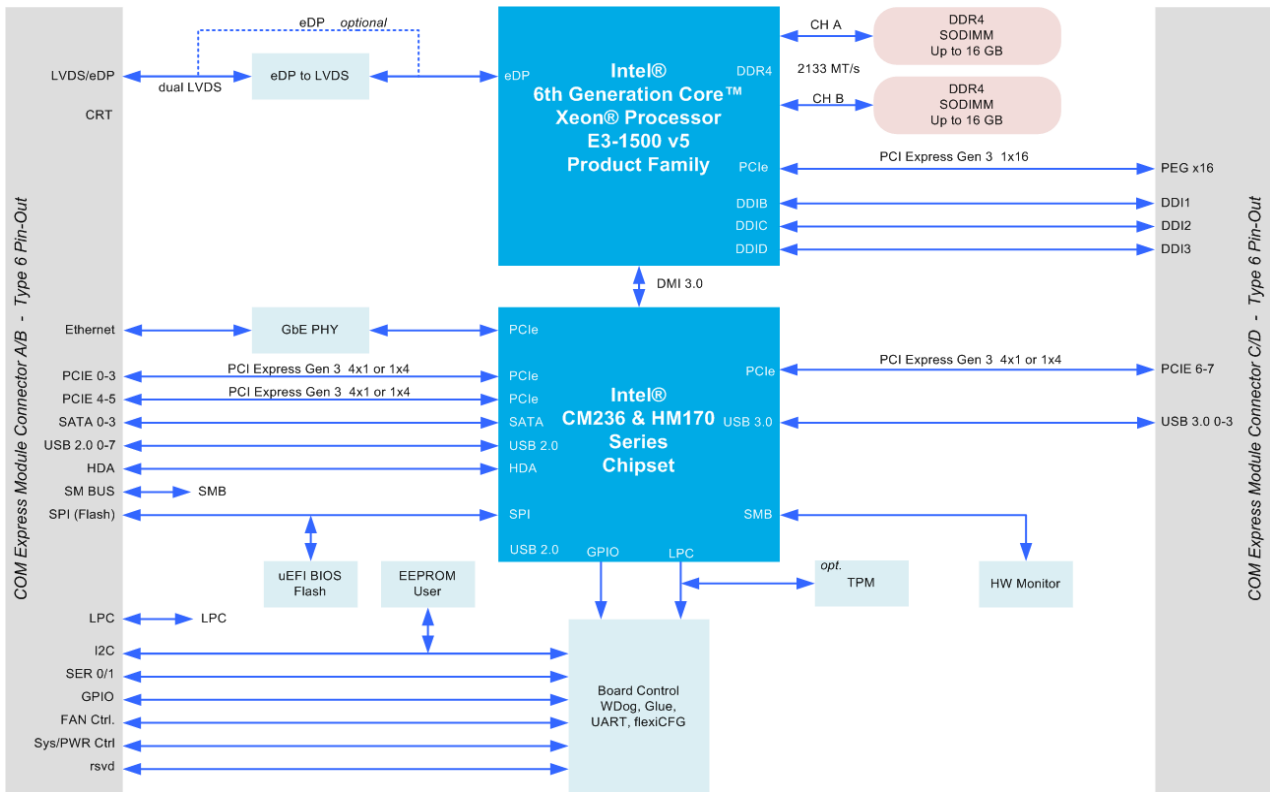 COM Express Module Connector A/B - Type 6 Pin-Out
eDP optional
LVDS/eDP
dual LVDS
eDP to LVDS
CRT
eDP
Intel®
6th Generation Core™
Xeon® Processor
E3-1500 v5
Product Family
DDR4
PCIe
DDIB
DDIC
DDID
CH A
2133 MT/s
CH B
DDR4
SODIMM
Up to 16 GB
DDR4
SODIMM
Up to 16 GB
PCI Express Gen 3 1x16
PEG x16
DDI1
DDI2
DDI3
DMI 3.0
Ethernet
GbE PHY
PCIe
PCIE 0-3
PCI Express Gen 3 4x1 or 1x4
PCIe
PCIE 4-5
PCI Express Gen 3 4x1 or 1x4
PCIe
SATA 0-3
SATA
USB 2.0 0-7
USB 2.0
HDA
HDA
SM BUS
SMB
SPI (Flash)
SPI
USB 2.0
Intel®
CM236 & HM170
Series
Chipset
PCIe
USB 3.0
SMB
GPIO
LPC
PCI Express Gen 3 4x1 or 1x4
PCIE 6-7
USB 3.0 0-3
uEFI BIOS
Flash
EEPROM
User
opt.
TPM
HW Monitor
LPC
LPC
I2C
SER 0/1
GPIO
FAN Ctrl.
Sys/PWR Ctrl
rsvd
Board Control
WDog, Glue,
UART, flexiCFG
COM Express Module Connector C/D - Type 6 Pin-Out